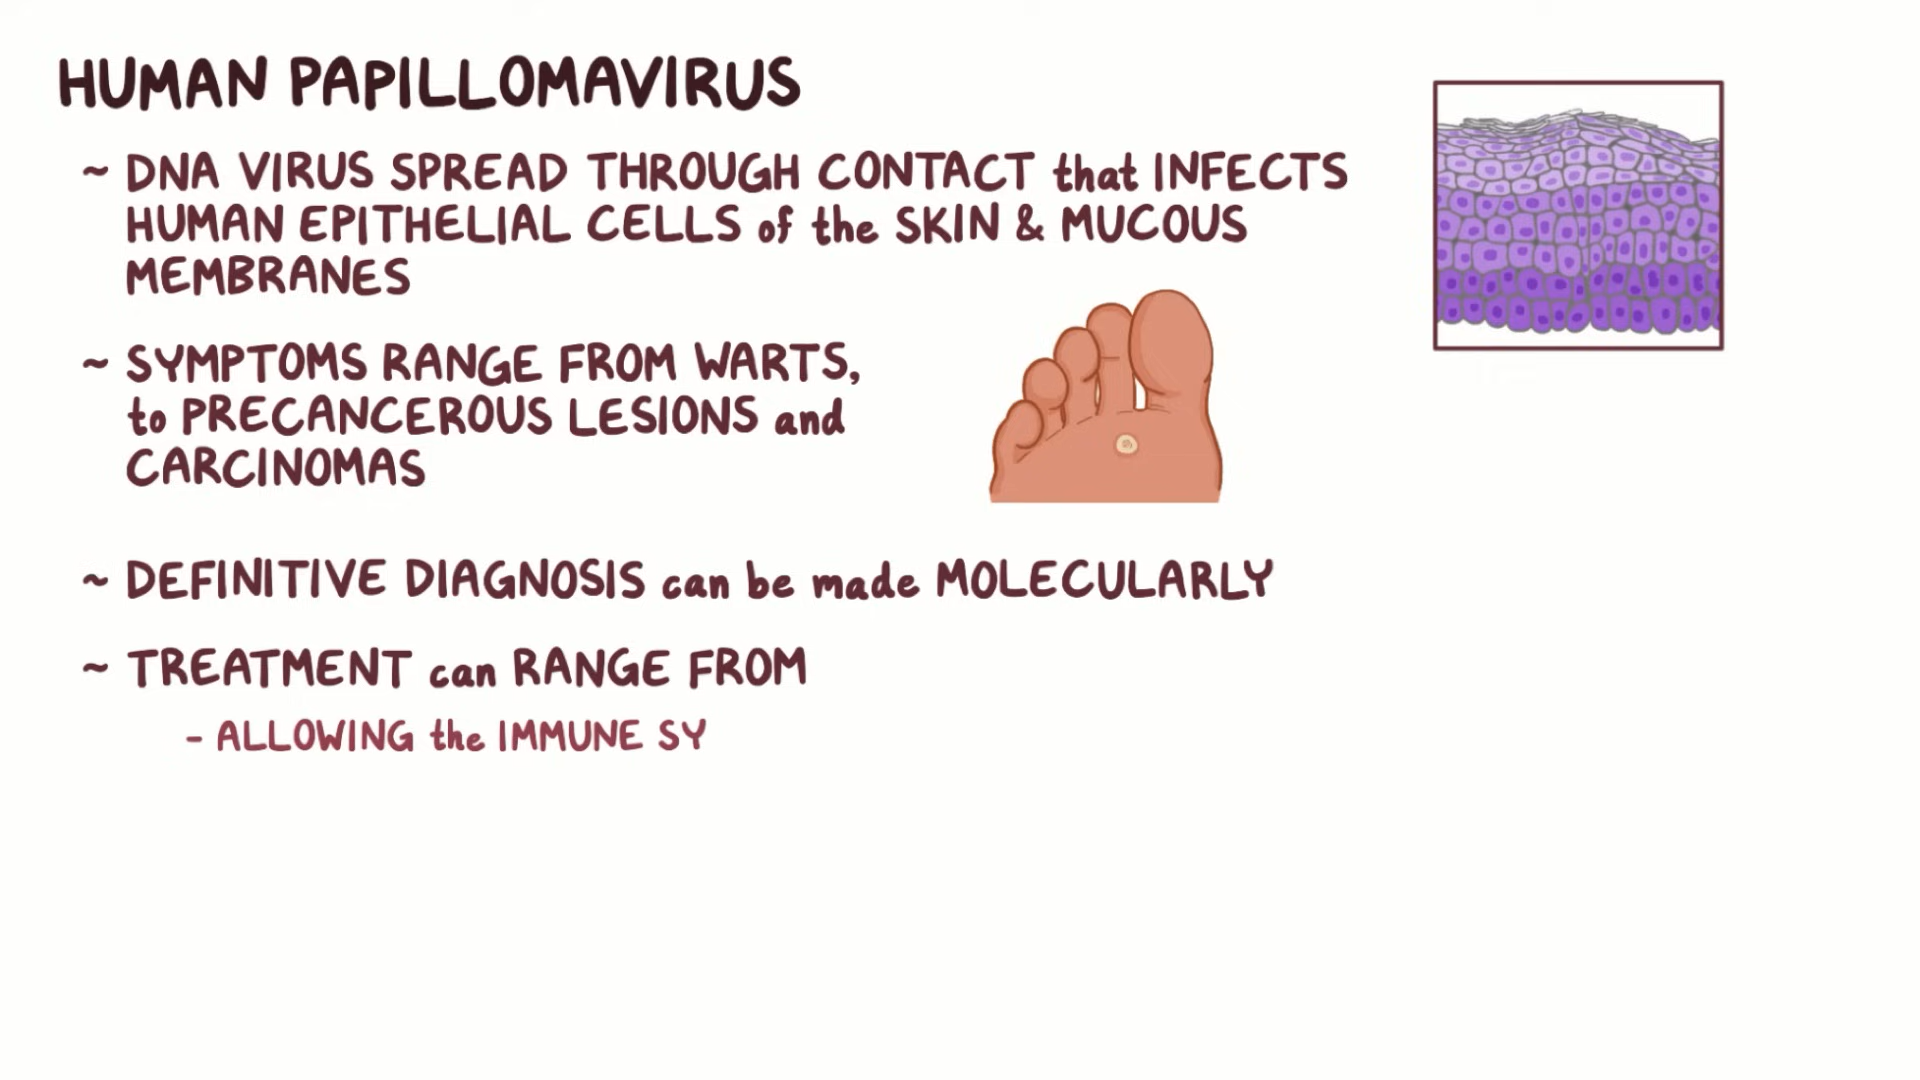 HUMAN PAPILLOMAVIRUS
~ DNA VIRUS SPREAD THROUGH CONTACT that INFECTS
HUMAN EPITHELIAL CELLS of the SKIN & MUCOUS
MEMBRANES
~ SYMPTOMS RANGE FROM WARTS,
to PRECANCEROUS LESIONS and
CARCINOMAS
~ DEFINITIVE DIAGNOSIS can be made MOLECULARLY
~ TREATMENT can RANGE FROM
- ALLOWING the IMMUNE SY